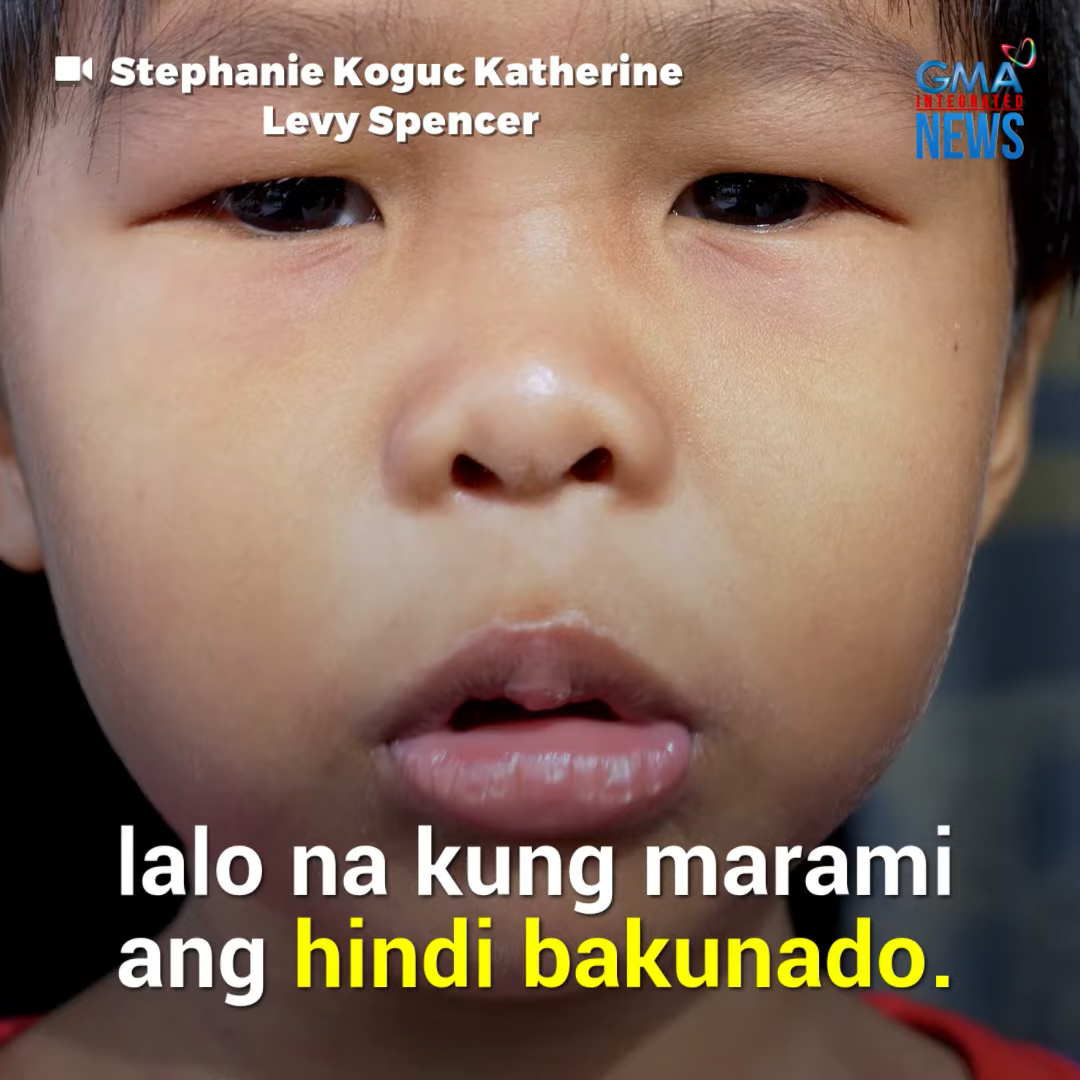 Stephanie Koguc Katherine
Levy Spencer
GMA
INTEGRATED
NEWS
lalo na kung marami
ang hindi bakunado.